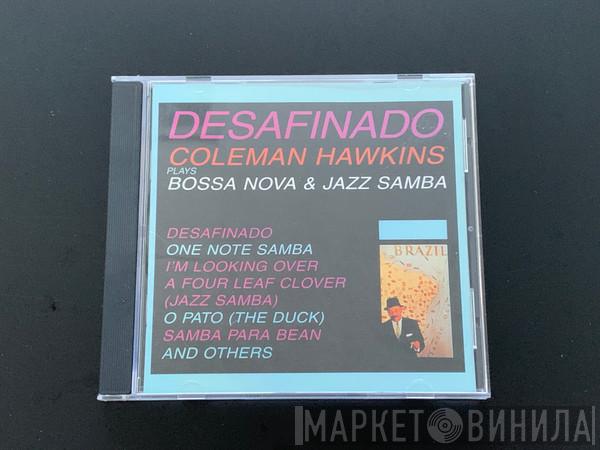 DESAFINADO
COLEMAN HAWKINS
PLAYS
BOSSA NOVA & JAZZ SAMBA
DESAFINADO
ONE NOTE SAMBA
I'M LOOKING OVER
A FOUR LEAF CLOVER
(JAZZ SAMBA)
O PATO (THE DUCK)
SAMBA PARA BEAN
AND OTHERS
BRAZIL
МАРКЕТ ВИНИЛА